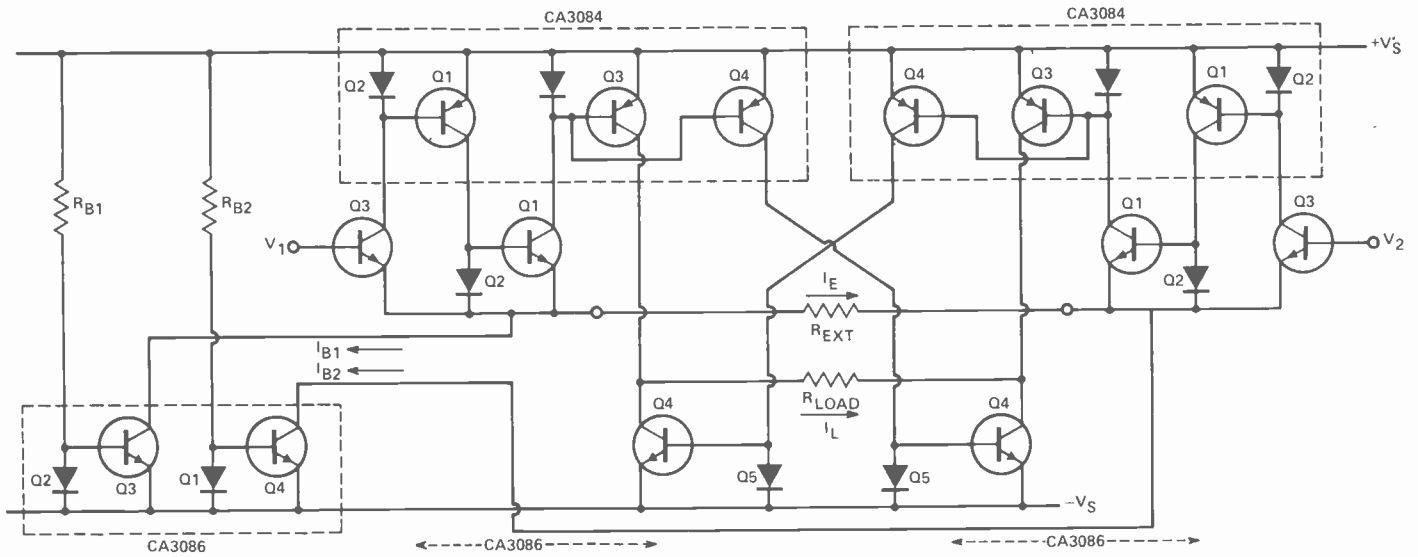 CA3084
CA3084
+V'S
Q2
Q1
Q3
Q4
Q4
Q3
Q1
Q2
RB1
RB2
Q3
Q1
Q1
Q3
V1
V2
Q2
Q2
IE
REXT
IB1
IB2
RLOAD
IL
Q4
Q4
Q2
Q3
Q1
Q4
Q5
Q5
-VS
CA3086
CA3086
CA3086